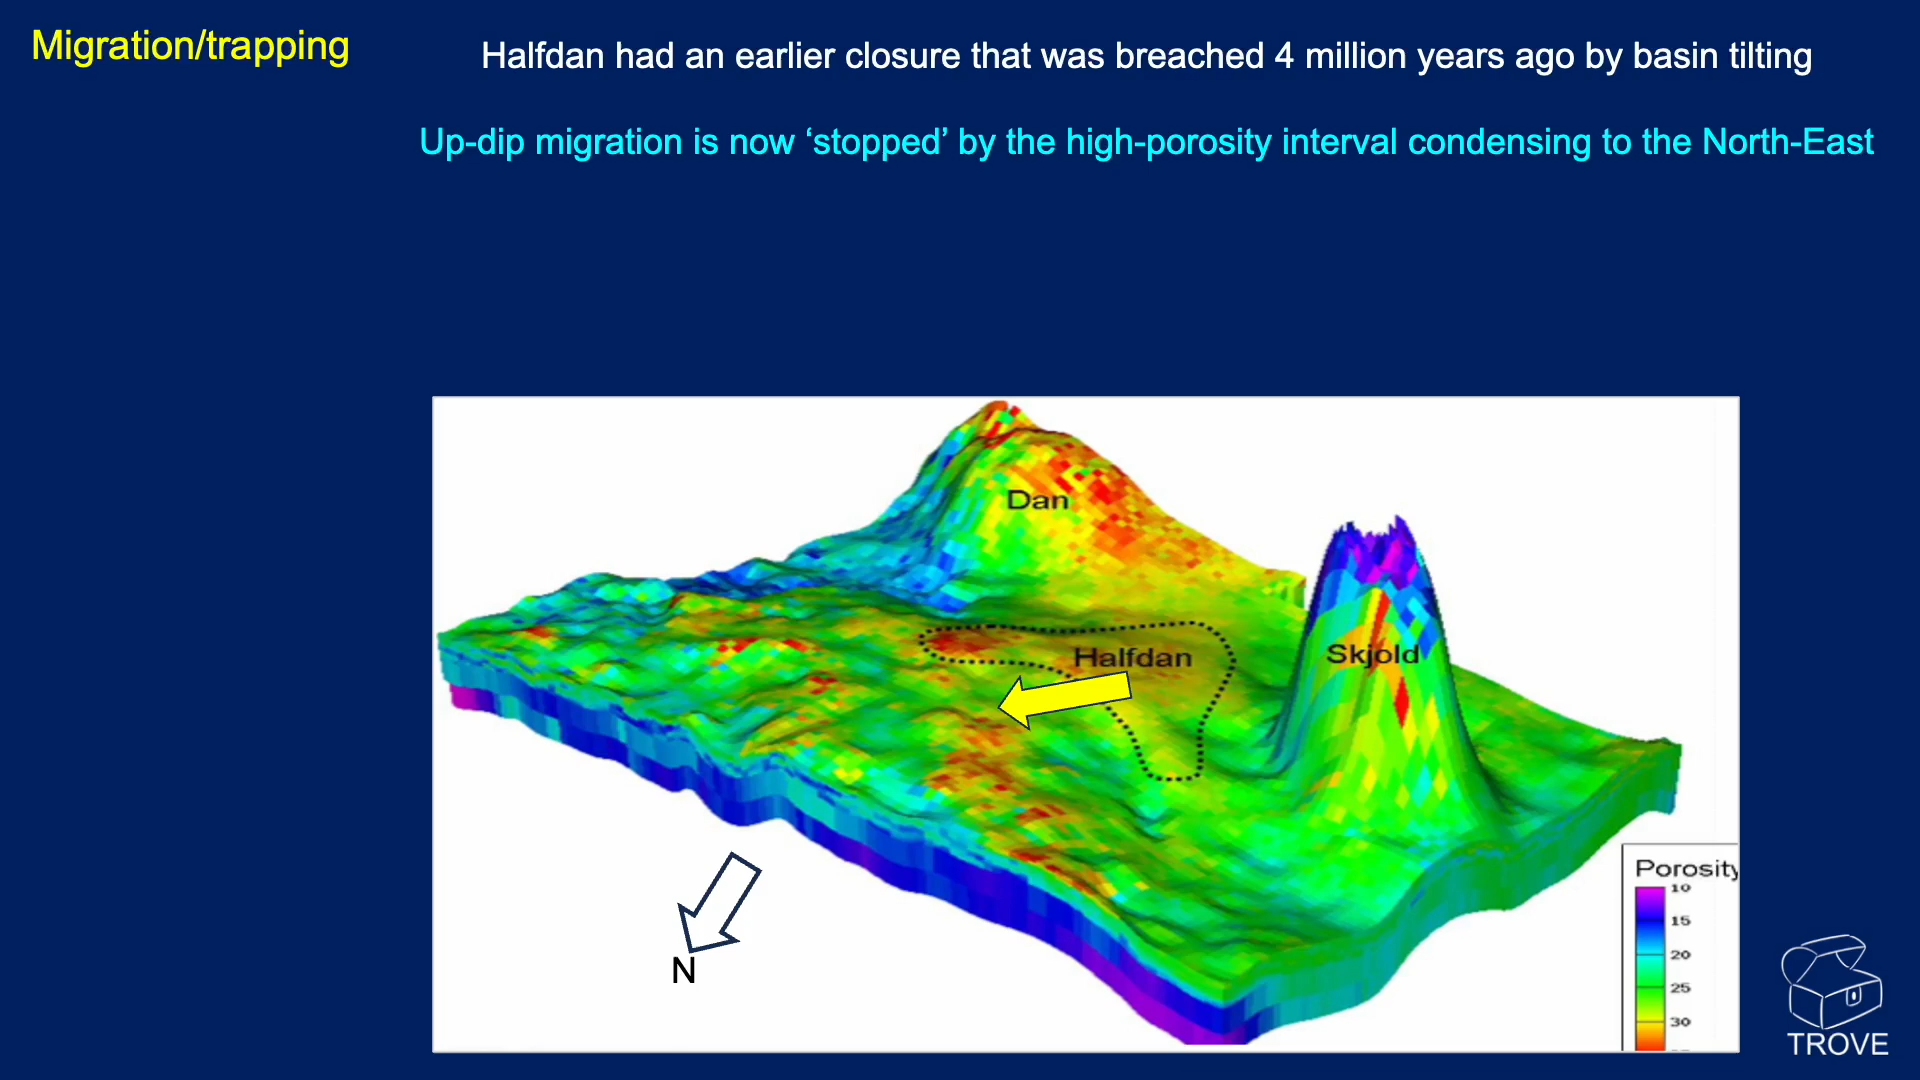 Migration/trapping
Halfdan had an earlier closure that was breached 4 million years ago by basin tilting
Up-dip migration is now ‘stopped’ by the high-porosity interval condensing to the North-East
Dan
Halfdan
Skjold
N
Porosity
10
15
20
25
30
TROVE